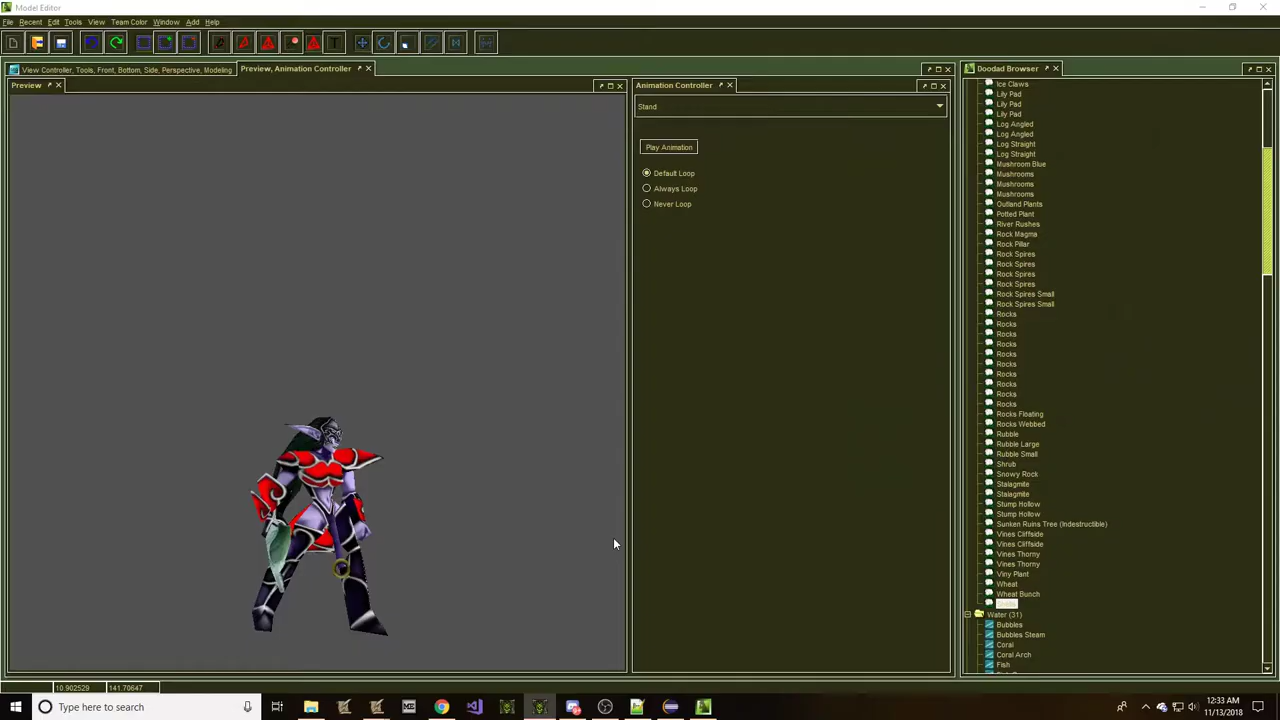 Model Editor
File Recent Edit Tools View Team Color Window Add Help
View Controller, Tools, Front, Bottom, Side, Perspective, Modeling
Preview, Animation Controller
Doodad Browser
Preview
Animation Controller
Stand
Play Animation
Default Loop
Always Loop
Never Loop
Ice Claws
Lily Pad
Lily Pad
Lily Pad
Log Angled
Log Angled
Log Straight
Log Straight
Mushroom Blue
Mushrooms
Mushrooms
Mushrooms
Outland Plants
Potted Plant
River Rushes
Rock Magma
Rock Pillar
Rock Spires
Rock Spires
Rock Spires
Rock Spires
Rock Spires Small
Rock Spires Small
Rocks
Rocks
Rocks
Rocks
Rocks
Rocks
Rocks
Rocks
Rocks
Rocks
Rocks Floating
Rocks Webbed
Rubble
Rubble Large
Rubble Small
Shrub
Snowy Rock
Stalagmite
Stalagmite
Stump Hollow
Stump Hollow
Sunken Ruins Tree (Indestructible)
Vines Cliffside
Vines Cliffside
Vines Thorny
Vines Thorny
Viny Plant
Wheat
Wheat Bunch
Water (31)
Bubbles
Bubbles Steam
Coral
Coral Arch
Fish
10.902529
141.70647
Type here to search
12:33 AM
11/13/2018